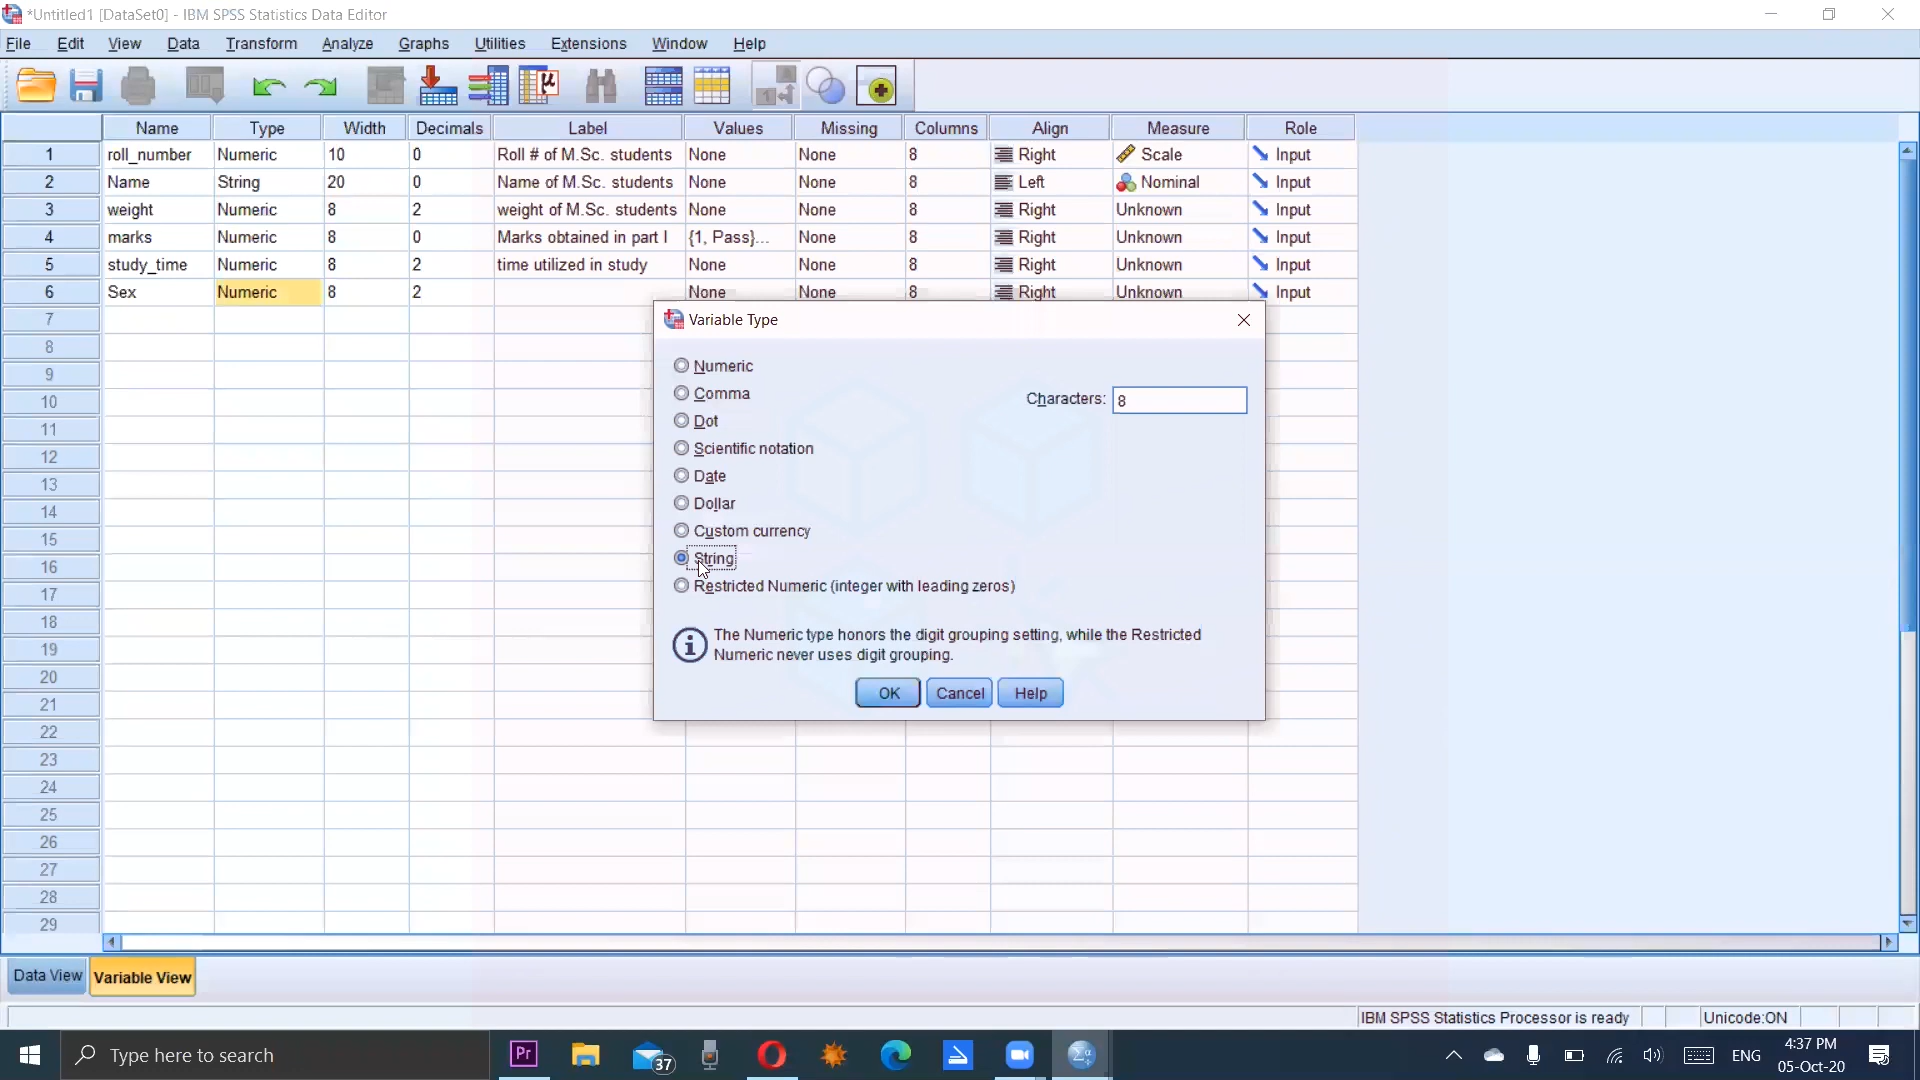 *Untitled1 [DataSet0] - IBM SPSS Statistics Data Editor
File Edit View Data Transform Analyze Graphs Utilities Extensions Window Help
Name Type Width Decimals Label Values Missing Columns Align Measure Role
1 roll_number Numeric 10 0 Roll # of M.Sc. students None None 8 Right Scale Input
2 Name String 20 0 Name of M.Sc. students None None 8 Left Nominal Input
3 weight Numeric 8 2 weight of M.Sc. students None None 8 Right Unknown Input
4 marks Numeric 8 0 Marks obtained in part I {1, Pass}... None 8 Right Unknown Input
5 study_time Numeric 8 2 time utilized in study None None 8 Right Unknown Input
6 Sex Numeric 8 2 None None 8 Right Unknown Input
7
8
9
10
11
12
13
14
15
16
17
18
19
20
21
22
23
24
25
26
27
28
29
Variable Type
Numeric
Comma
Characters: 8
Dot
Scientific notation
Date
Dollar
Custom currency
String
Restricted Numeric (integer with leading zeros)
The Numeric type honors the digit grouping setting, while the Restricted
Numeric never uses digit grouping.
OK Cancel Help
Data View Variable View
IBM SPSS Statistics Processor is ready Unicode:ON
Type here to search Pr 37 ENG 4:37 PM
05-Oct-20